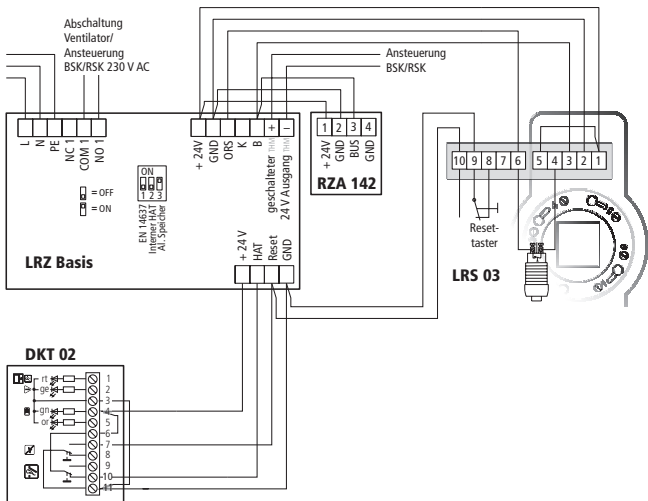 Abschaltung
Ventilator/
Ansteuerung
BSK/RSK 230 V AC
Ansteuerung
BSK/RSK
L
N
PE
NC 1
COM 1
NO 1
+ 24V
GND
ORS
K
B
+
−
geschalteter THM
24 V Ausgang THM
1 2 3 4
+ 24V
GND
BUS
GND
RZA 142
10 9 8 7 6 5 4 3 2 1
Reset-
taster
LRS 03
= OFF
= ON
ON
1 2 3
EN 14637
Interner HAT
Al. Speicher
LRZ Basis
+ 24 V
HAT
Reset
GND
DKT 02
rt 1
ge 2
3
gn 4
or 5
6
7
8
9
10
11